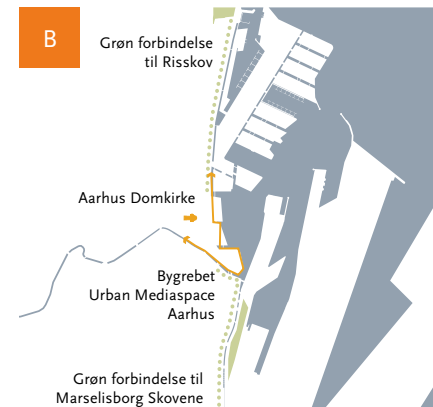 B
Grøn forbindelse
til Risskov
Aarhus Domkirke
Bygrebet
Urban Mediaspace
Aarhus
Grøn forbindelse til
Marselisborg Skovene